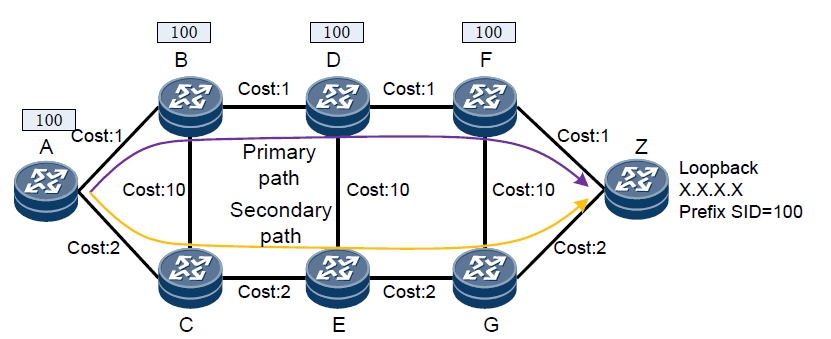 100
100
100
B
D
F
Cost:1
Cost:1
100
A
Cost:1
Cost:1
Z
Primary
path
Loopback
X.X.X.X
Prefix SID=100
Cost:10
Cost:10
Cost:10
Secondary
path
Cost:2
Cost:2
Cost:2
Cost:2
C
E
G